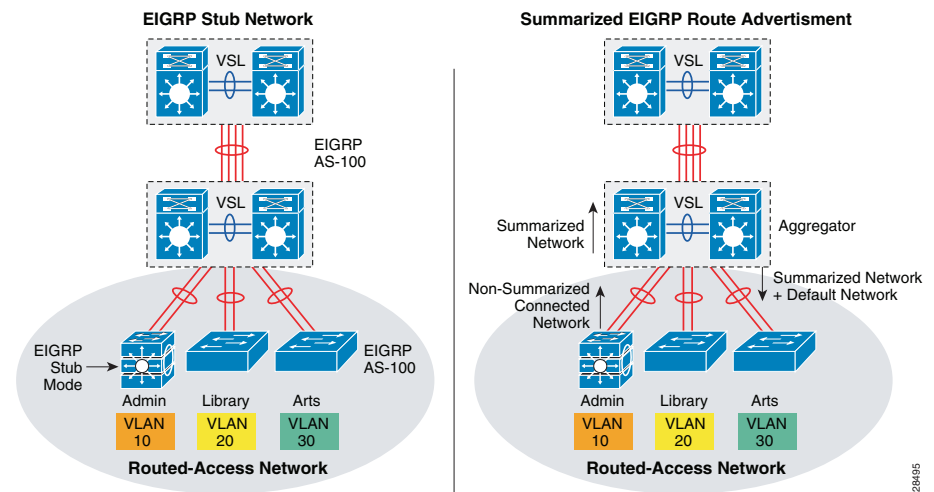 EIGRP Stub Network
VSL
EIGRP
AS-100
VSL
EIGRP
Stub
Mode
EIGRP
AS-100
Admin
Library
Arts
VLAN
10
VLAN
20
VLAN
30
Routed-Access Network
Summarized EIGRP Route Advertisment
VSL
Summarized
Network
VSL
Aggregator
Non-Summarized
Connected
Network
Summarized Network
+ Default Network
Admin
Library
Arts
VLAN
10
VLAN
20
VLAN
30
Routed-Access Network
28495